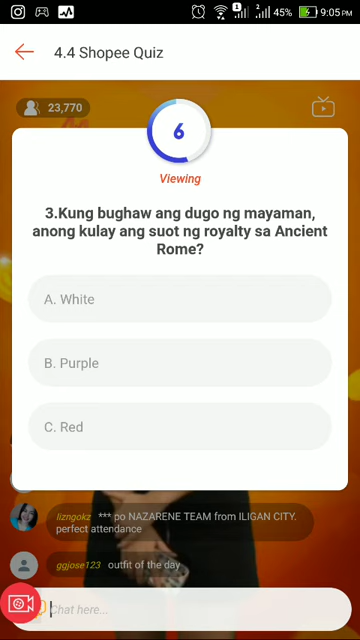 1 2 45% 9:05 PM
4.4 Shopee Quiz
23,770
6
Viewing
3.Kung bughaw ang dugo ng mayaman,
anong kulay ang suot ng royalty sa Ancient
Rome?
A. White
B. Purple
C. Red
lizngokz *** po NAZARENE TEAM from ILIGAN CITY.
perfect attendance
ggjose123 outfit of the day
Chat here...